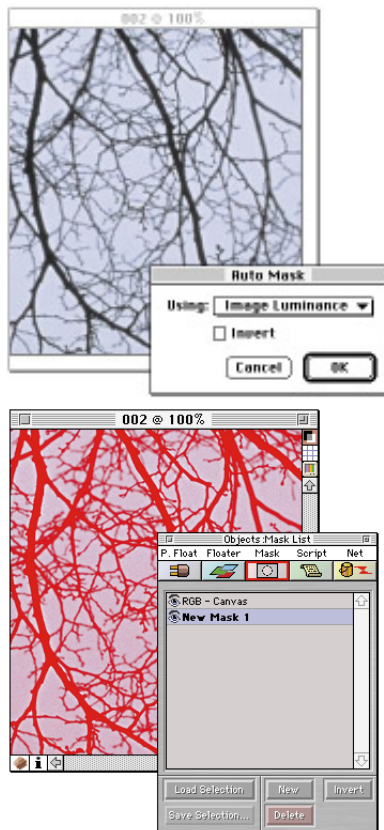 002 @ 100%
Auto Mask
Using: Image Luminance
Invert
Cancel OK
002 @ 100%
Objects :Mask List
P. Float Floater Mask Script Net
RGB - Canvas
New Mask 1
Load Selection New Invert
Save Selection... Delete
i